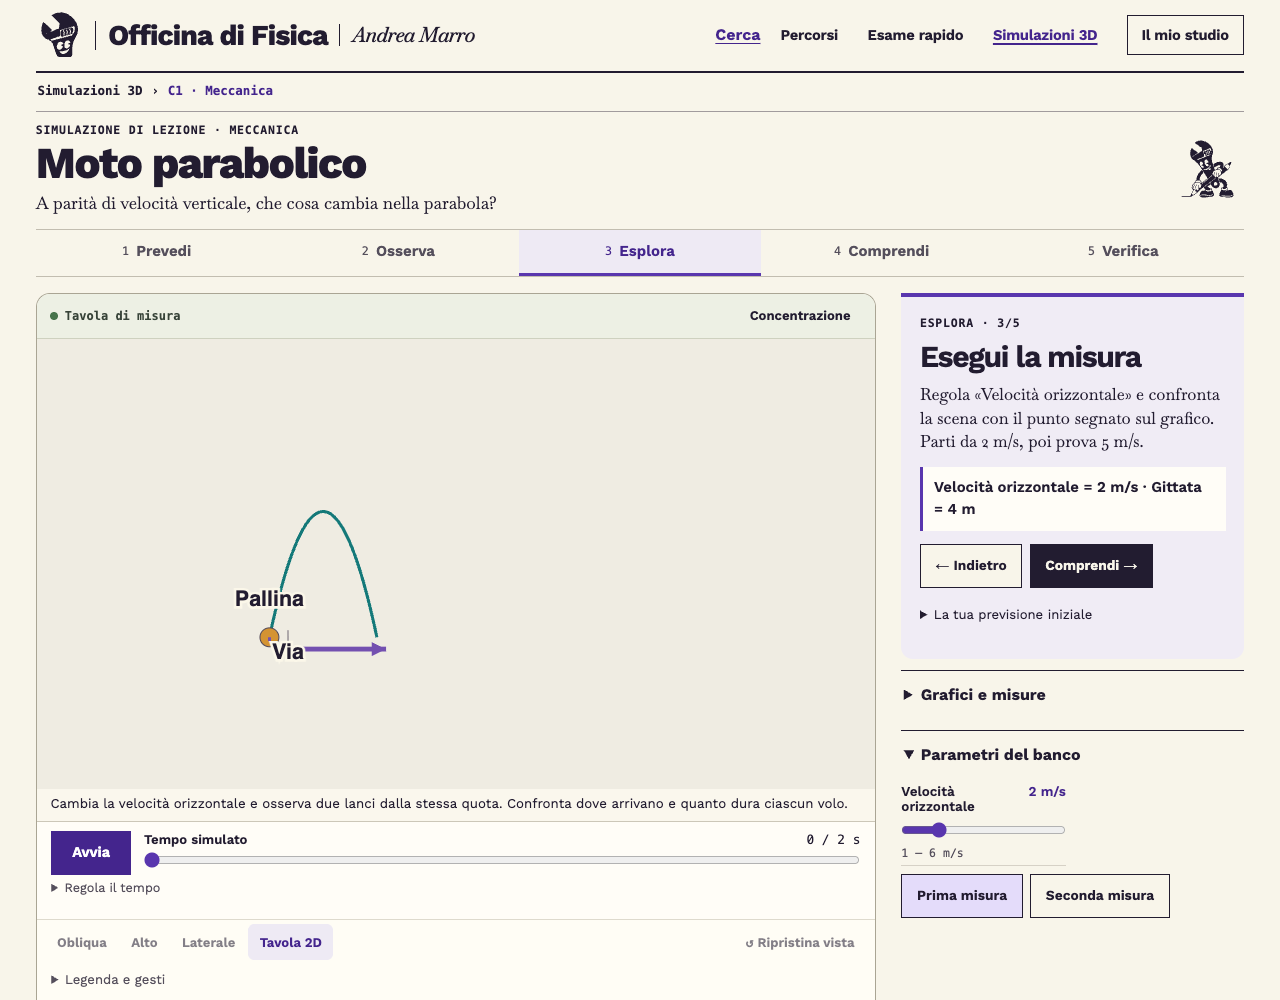 Officina di Fisica
Andrea Marro
Cerca
Percorsi
Esame rapido
Simulazioni 3D
Il mio studio
Simulazioni 3D › C1 · Meccanica
SIMULAZIONE DI LEZIONE · MECCANICA
Moto parabolico
A parità di velocità verticale, che cosa cambia nella parabola?
1 Prevedi
2 Osserva
3 Esplora
4 Comprendi
5 Verifica
Tavola di misura
Concentrazione
Pallina
Via
Cambia la velocità orizzontale e osserva due lanci dalla stessa quota. Confronta dove arrivano e quanto dura ciascun volo.
Avvia
Tempo simulato
0 / 2 s
▶ Regola il tempo
Obliqua
Alto
Laterale
Tavola 2D
↺ Ripristina vista
▶ Legenda e gesti
ESPLORA · 3/5
Esegui la misura
Regola «Velocità orizzontale» e confronta
la scena con il punto segnato sul grafico.
Parti da 2 m/s, poi prova 5 m/s.
Velocità orizzontale = 2 m/s · Gittata
= 4 m
← Indietro
Comprendi →
▶ La tua previsione iniziale
▶ Grafici e misure
▼ Parametri del banco
Velocità
orizzontale
2 m/s
1 – 6 m/s
Prima misura
Seconda misura